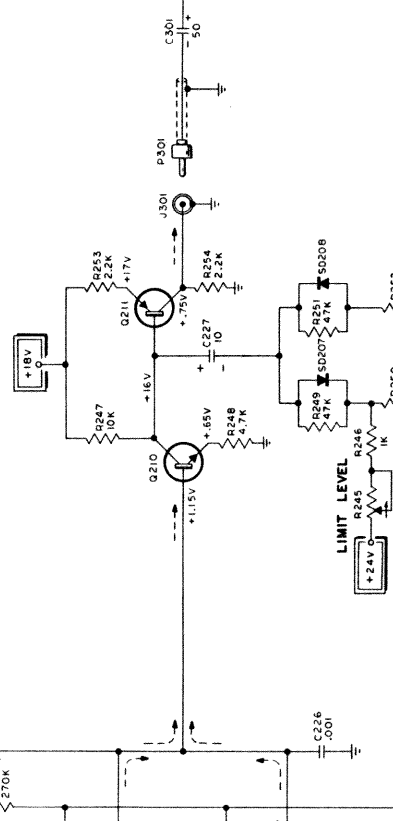 C301
+
50
-
P301
J301
R253
2.2K
+17V
Q211
+.75V
R254
2.2K
SD208
R251
47K
+18V
+16V
C227
10
+
-
SD207
R249
47K
R247
10K
Q210
+.65V
R248
4.7K
+1.15V
R246
1K
LIMIT LEVEL
R245
+24V
C226
.001
270K